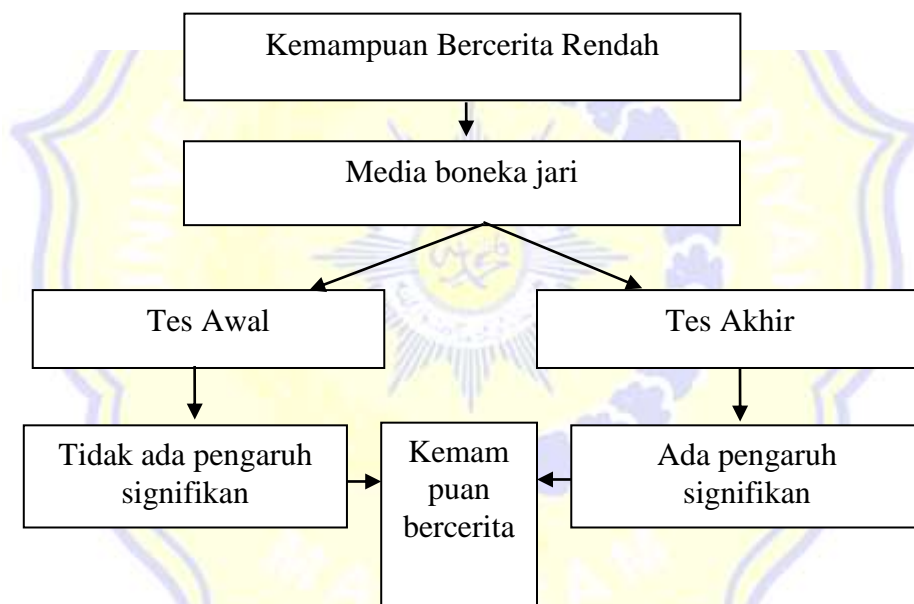 Kemampuan Bercerita Rendah
Media boneka jari
Tes Awal
Tes Akhir
Tidak ada pengaruh
signifikan
Kemam
puan
bercerita
Ada pengaruh
signifikan